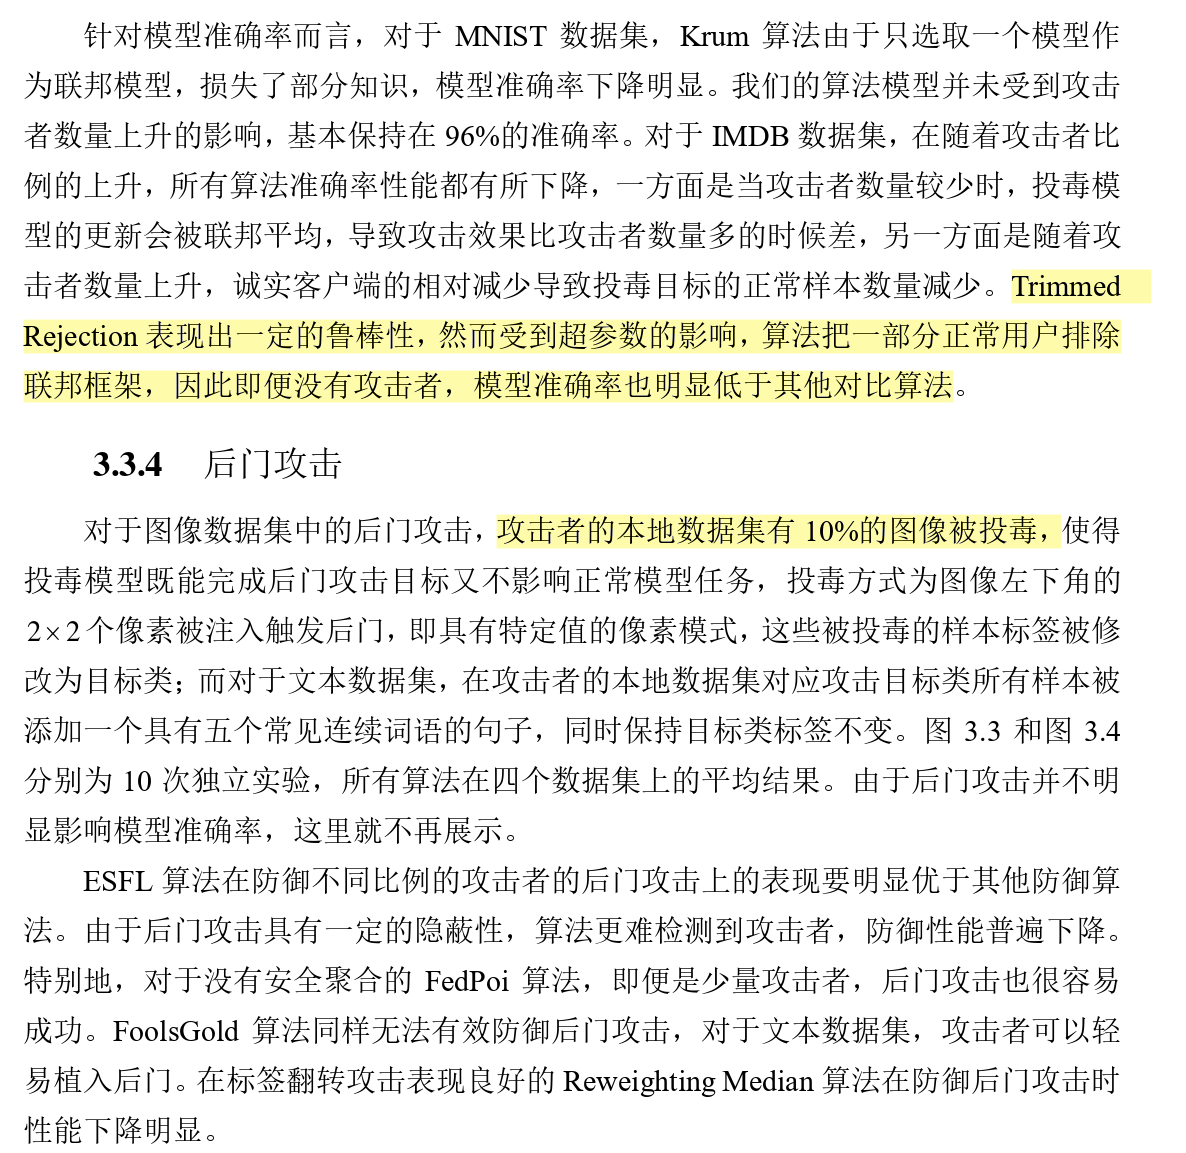 针对模型准确率而言，对于 MNIST 数据集，Krum 算法由于只选取一个模型作
为联邦模型，损失了部分知识，模型准确率下降明显。我们的算法模型并未受到攻击
者数量上升的影响，基本保持在 96%的准确率。对于 IMDB 数据集，在随着攻击者比
例的上升，所有算法准确率性能都有所下降，一方面是当攻击者数量较少时，投毒模
型的更新会被联邦平均，导致攻击效果比攻击者数量多的时候差，另一方面是随着攻
击者数量上升，诚实客户端的相对减少导致投毒目标的正常样本数量减少。Trimmed
Rejection 表现出一定的鲁棒性，然而受到超参数的影响，算法把一部分正常用户排除
联邦框架，因此即便没有攻击者，模型准确率也明显低于其他对比算法。
3.3.4 后门攻击
对于图像数据集中的后门攻击，攻击者的本地数据集有 10%的图像被投毒，使得
投毒模型既能完成后门攻击目标又不影响正常模型任务，投毒方式为图像左下角的
2×2个像素被注入触发后门，即具有特定值的像素模式，这些被投毒的样本标签被修
改为目标类；而对于文本数据集，在攻击者的本地数据集对应攻击目标类所有样本被
添加一个具有五个常见连续词语的句子，同时保持目标类标签不变。图 3.3 和图 3.4
分别为 10 次独立实验，所有算法在四个数据集上的平均结果。由于后门攻击并不明
显影响模型准确率，这里就不再展示。
ESFL 算法在防御不同比例的攻击者的后门攻击上的表现要明显优于其他防御算
法。由于后门攻击具有一定的隐蔽性，算法更难检测到攻击者，防御性能普遍下降。
特别地，对于没有安全聚合的 FedPoi 算法，即便是少量攻击者，后门攻击也很容易
成功。FoolsGold 算法同样无法有效防御后门攻击，对于文本数据集，攻击者可以轻
易植入后门。在标签翻转攻击表现良好的 Reweighting Median 算法在防御后门攻击时
性能下降明显。